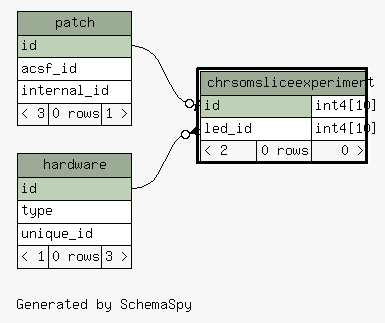 patch
id
acsf_id
internal_id
< 3 0 rows 1 >
chrsomsliceexperiment
id int4[10]
led_id int4[10]
< 2 0 rows 0 >
hardware
id
type
unique_id
< 1 0 rows 3 >
Generated by SchemaSpy